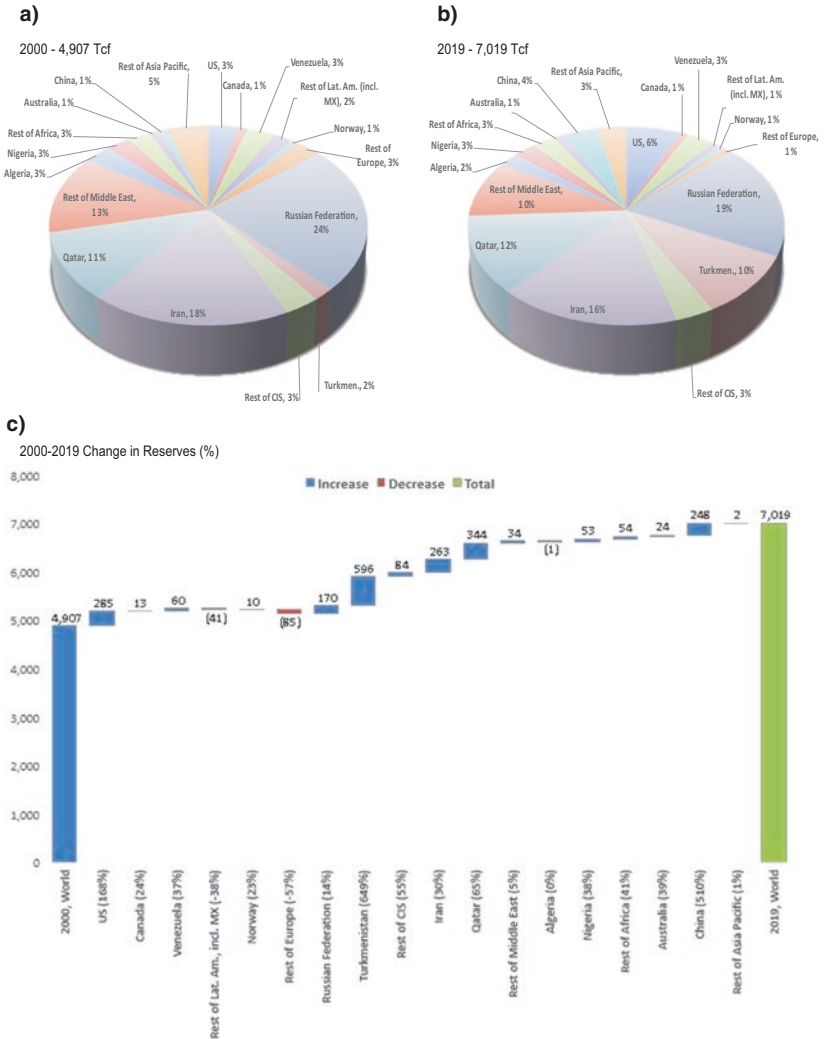 a)
2000 - 4,907 Tcf
US, 3%
Canada, 1%
Venezuela, 3%
Rest of Lat. Am. (incl.
MX), 2%
Norway, 1%
Rest of
Europe, 3%
Russian Federation,
24%
Turkmen., 2%
Rest of CIS, 3%
Iran, 18%
Qatar, 11%
Rest of Middle East,
13%
Algeria, 3%
Nigeria, 3%
Rest of Africa, 3%
Australia, 1%
China, 1%
Rest of Asia Pacific,
5%
b)
2019 - 7,019 Tcf
US, 6%
Canada, 1%
Venezuela, 3%
Rest of Lat. Am.
(incl. MX), 1%
Norway, 1%
Rest of Europe,
1%
Russian Federation,
19%
Turkmen., 10%
Rest of CIS, 3%
Iran, 16%
Qatar, 12%
Rest of Middle East,
10%
Algeria, 2%
Nigeria, 3%
Rest of Africa, 3%
Australia, 1%
China, 4%
Rest of Asia Pacific,
3%
c)
2000-2019 Change in Reserves (%)
Increase Decrease Total
8,000
7,000
6,000
5,000
4,000
3,000
2,000
1,000
0
4,907
285
13
60
(41)
10
(85)
170
596
84
263
344
34
(1)
53
54
24
248
2
7,019
2000, World
US (168%)
Canada (24%)
Venezuela (37%)
Rest of Lat. Am., incl. MX (-38%)
Norway (23%)
Rest of Europe (-57%)
Russian Federation (14%)
Turkmenistan (649%)
Rest of CIS (55%)
Iran (30%)
Qatar (65%)
Rest of Middle East (5%)
Algeria (0%)
Nigeria (38%)
Rest of Africa (41%)
Australia (39%)
China (510%)
Rest of Asia Pacific (1%)
2019, World